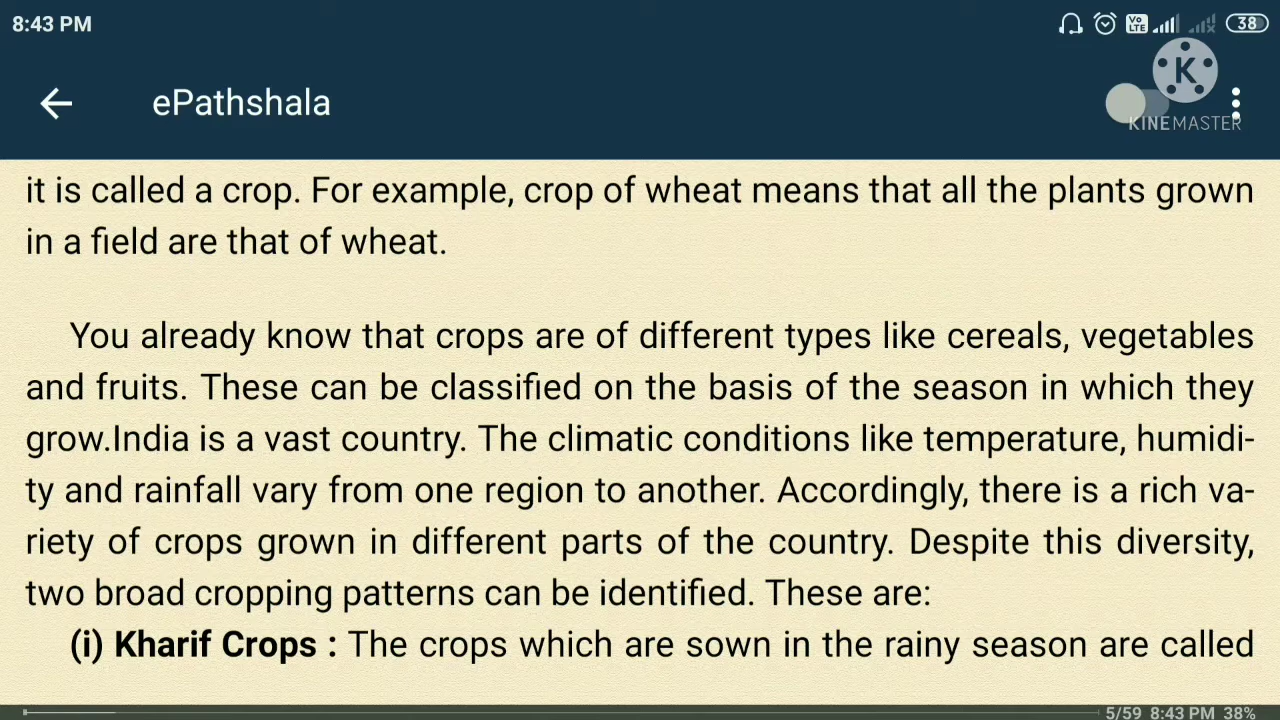 8:43 PM Vo LTE 38
K
ePathshala
KINEMASTER
it is called a crop. For example, crop of wheat means that all the plants grown
in a field are that of wheat.
You already know that crops are of different types like cereals, vegetables
and fruits. These can be classified on the basis of the season in which they
grow.India is a vast country. The climatic conditions like temperature, humidi-
ty and rainfall vary from one region to another. Accordingly, there is a rich va-
riety of crops grown in different parts of the country. Despite this diversity,
two broad cropping patterns can be identified. These are:
(i) Kharif Crops : The crops which are sown in the rainy season are called
5/59 8:43 PM 38%